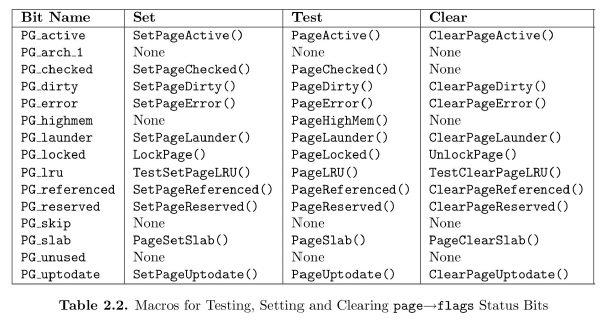 Bit Name Set Test Clear
PG_active SetPageActive() PageActive() ClearPageActive()
PG_arch_1 None None None
PG_checked SetPageChecked() PageChecked() None
PG_dirty SetPageDirty() PageDirty() ClearPageDirty()
PG_error SetPageError() PageError() ClearPageError()
PG_highmem None PageHighMem() None
PG_launder SetPageLaunder() PageLaunder() ClearPageLaunder()
PG_locked LockPage() PageLocked() UnlockPage()
PG_lru TestSetPageLRU() PageLRU() TestClearPageLRU()
PG_referenced SetPageReferenced() PageReferenced() ClearPageReferenced()
PG_reserved SetPageReserved() PageReserved() ClearPageReserved()
PG_skip None None None
PG_slab PageSetSlab() PageSlab() PageClearSlab()
PG_unused None None None
PG_uptodate SetPageUptodate() PageUptodate() ClearPageUptodate()
Table 2.2. Macros for Testing, Setting and Clearing page→flags Status Bits